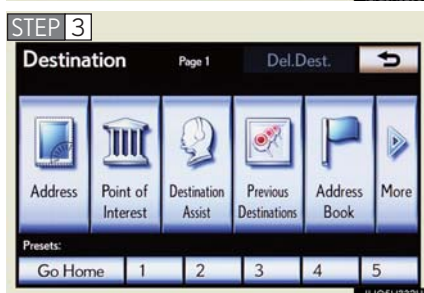 STEP 3
Destination Page 1 Del.Dest.
Address Point of Interest Destination Assist Previous Destinations Address Book More
Presets:
Go Home 1 2 3 4 5